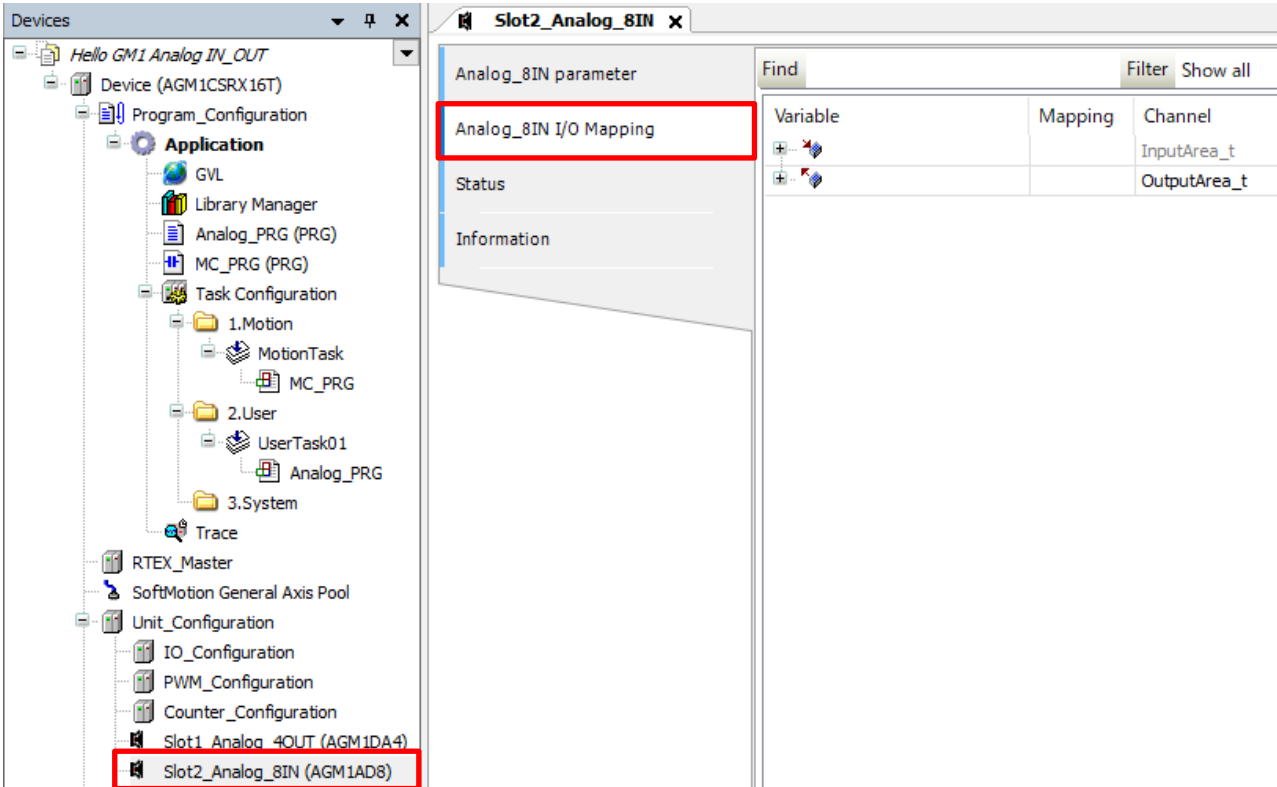 Devices
Hello GM1 Analog IN_OUT
Device (AGM1CSRX16T)
Program_Configuration
Application
GVL
Library Manager
Analog_PRG (PRG)
MC_PRG (PRG)
Task Configuration
1.Motion
MotionTask
MC_PRG
2.User
UserTask01
Analog_PRG
3.System
Trace
RTEX_Master
SoftMotion General Axis Pool
Unit_Configuration
IO_Configuration
PWM_Configuration
Counter_Configuration
Slot1_Analog_4OUT (AGM1DA4)
Slot2_Analog_8IN (AGM1AD8)
Slot2_Analog_8IN
Analog_8IN parameter
Analog_8IN I/O Mapping
Status
Information
Find Filter Show all
Variable Mapping Channel
InputArea_t
OutputArea_t